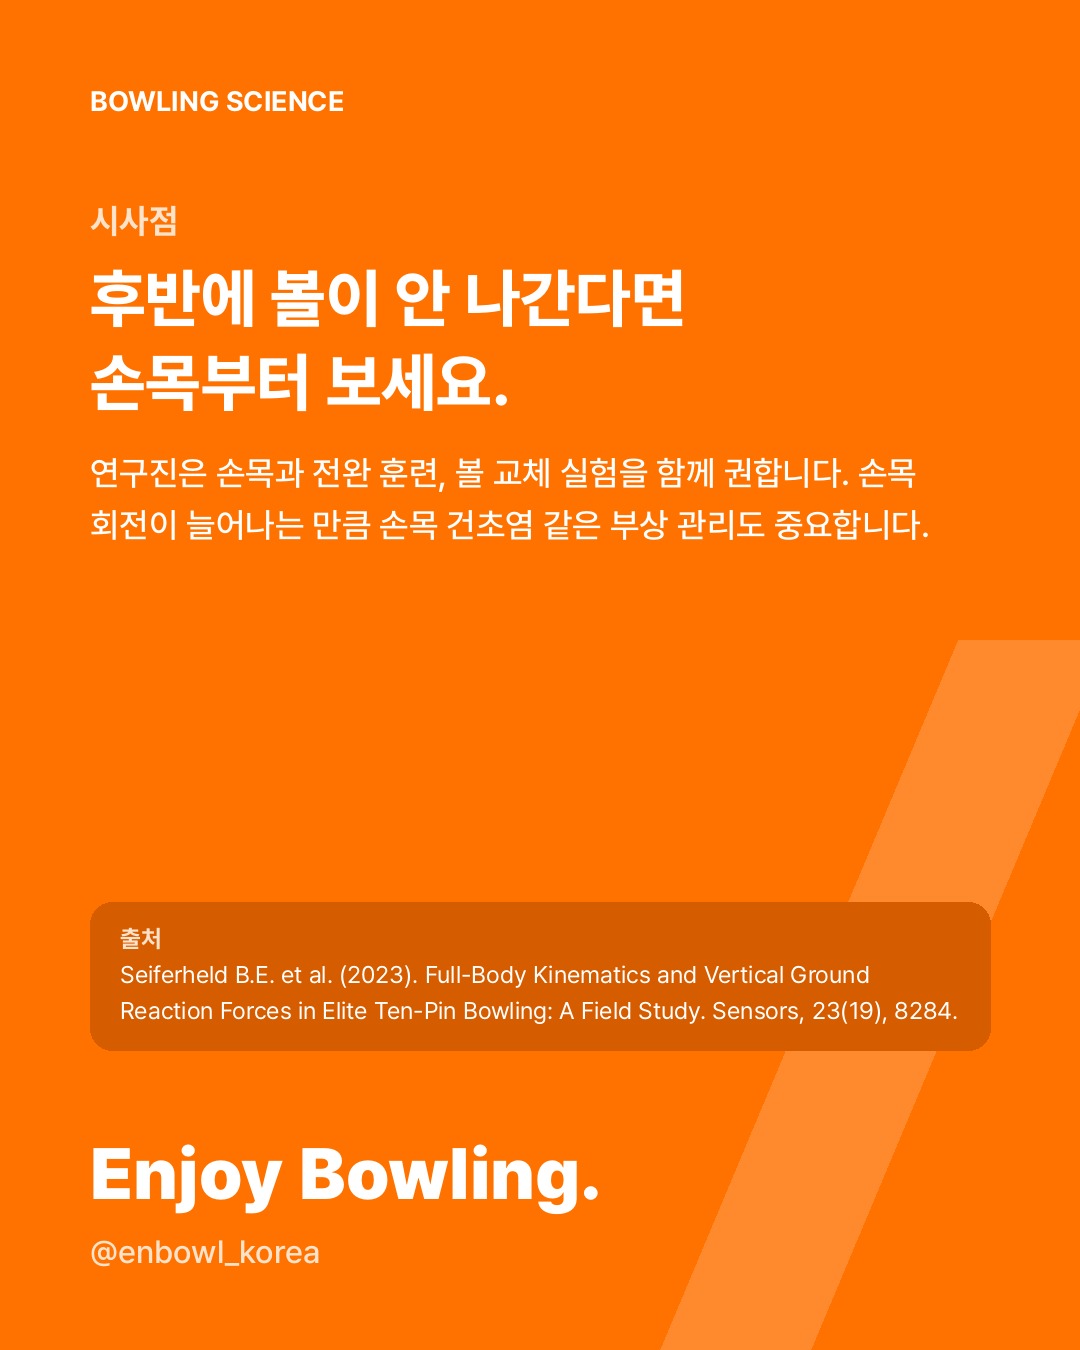 BOWLING SCIENCE
시사점
후반에 볼이 안 나간다면
손목부터 보세요.
연구진은 손목과 전완 훈련, 볼 교체 실험을 함께 권합니다. 손목
회전이 늘어나는 만큼 손목 건초염 같은 부상 관리도 중요합니다.
출처
Seiferheld B.E. et al. (2023). Full-Body Kinematics and Vertical Ground
Reaction Forces in Elite Ten-Pin Bowling: A Field Study. Sensors, 23(19), 8284.
Enjoy Bowling.
@enbowl_korea